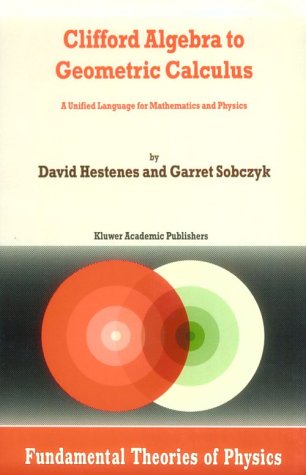 Clifford Algebra to
Geometric Calculus
A Unified Language for Mathematics and Physics
by
David Hestenes and Garret Sobczyk
Kluwer Academic Publishers
Fundamental Theories of Physics